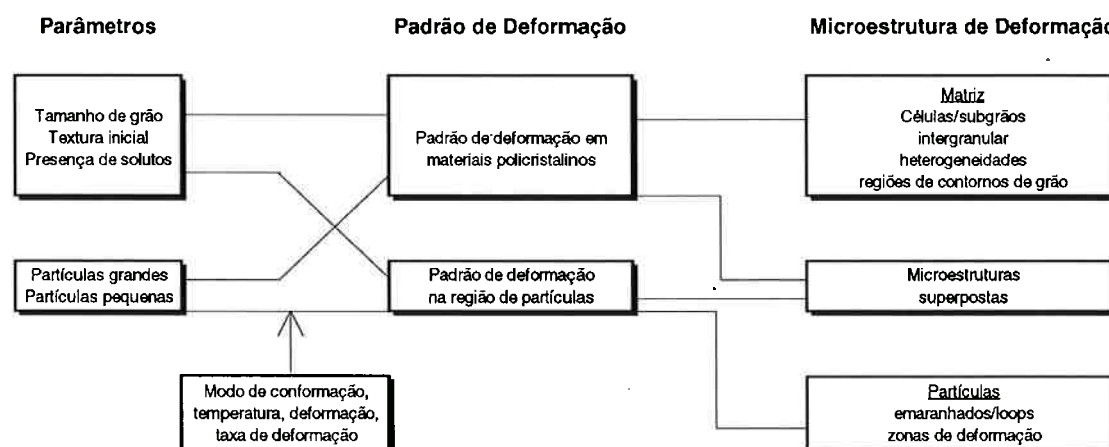 Parâmetros
Padrão de Deformação
Microestrutura de Deformação
Tamanho de grão
Textura inicial
Presença de solutos
Padrão de deformação em
materiais policristalinos
Matriz
Células/subgrãos
intergranular
heterogeneidades
regiões de contornos de grão
Partículas grandes
Partículas pequenas
Padrão de deformação
na região de partículas
Microestruturas
superpostas
Modo de conformação,
temperatura, deformação,
taxa de deformação
Partículas
emaranhados/loops
zonas de deformação